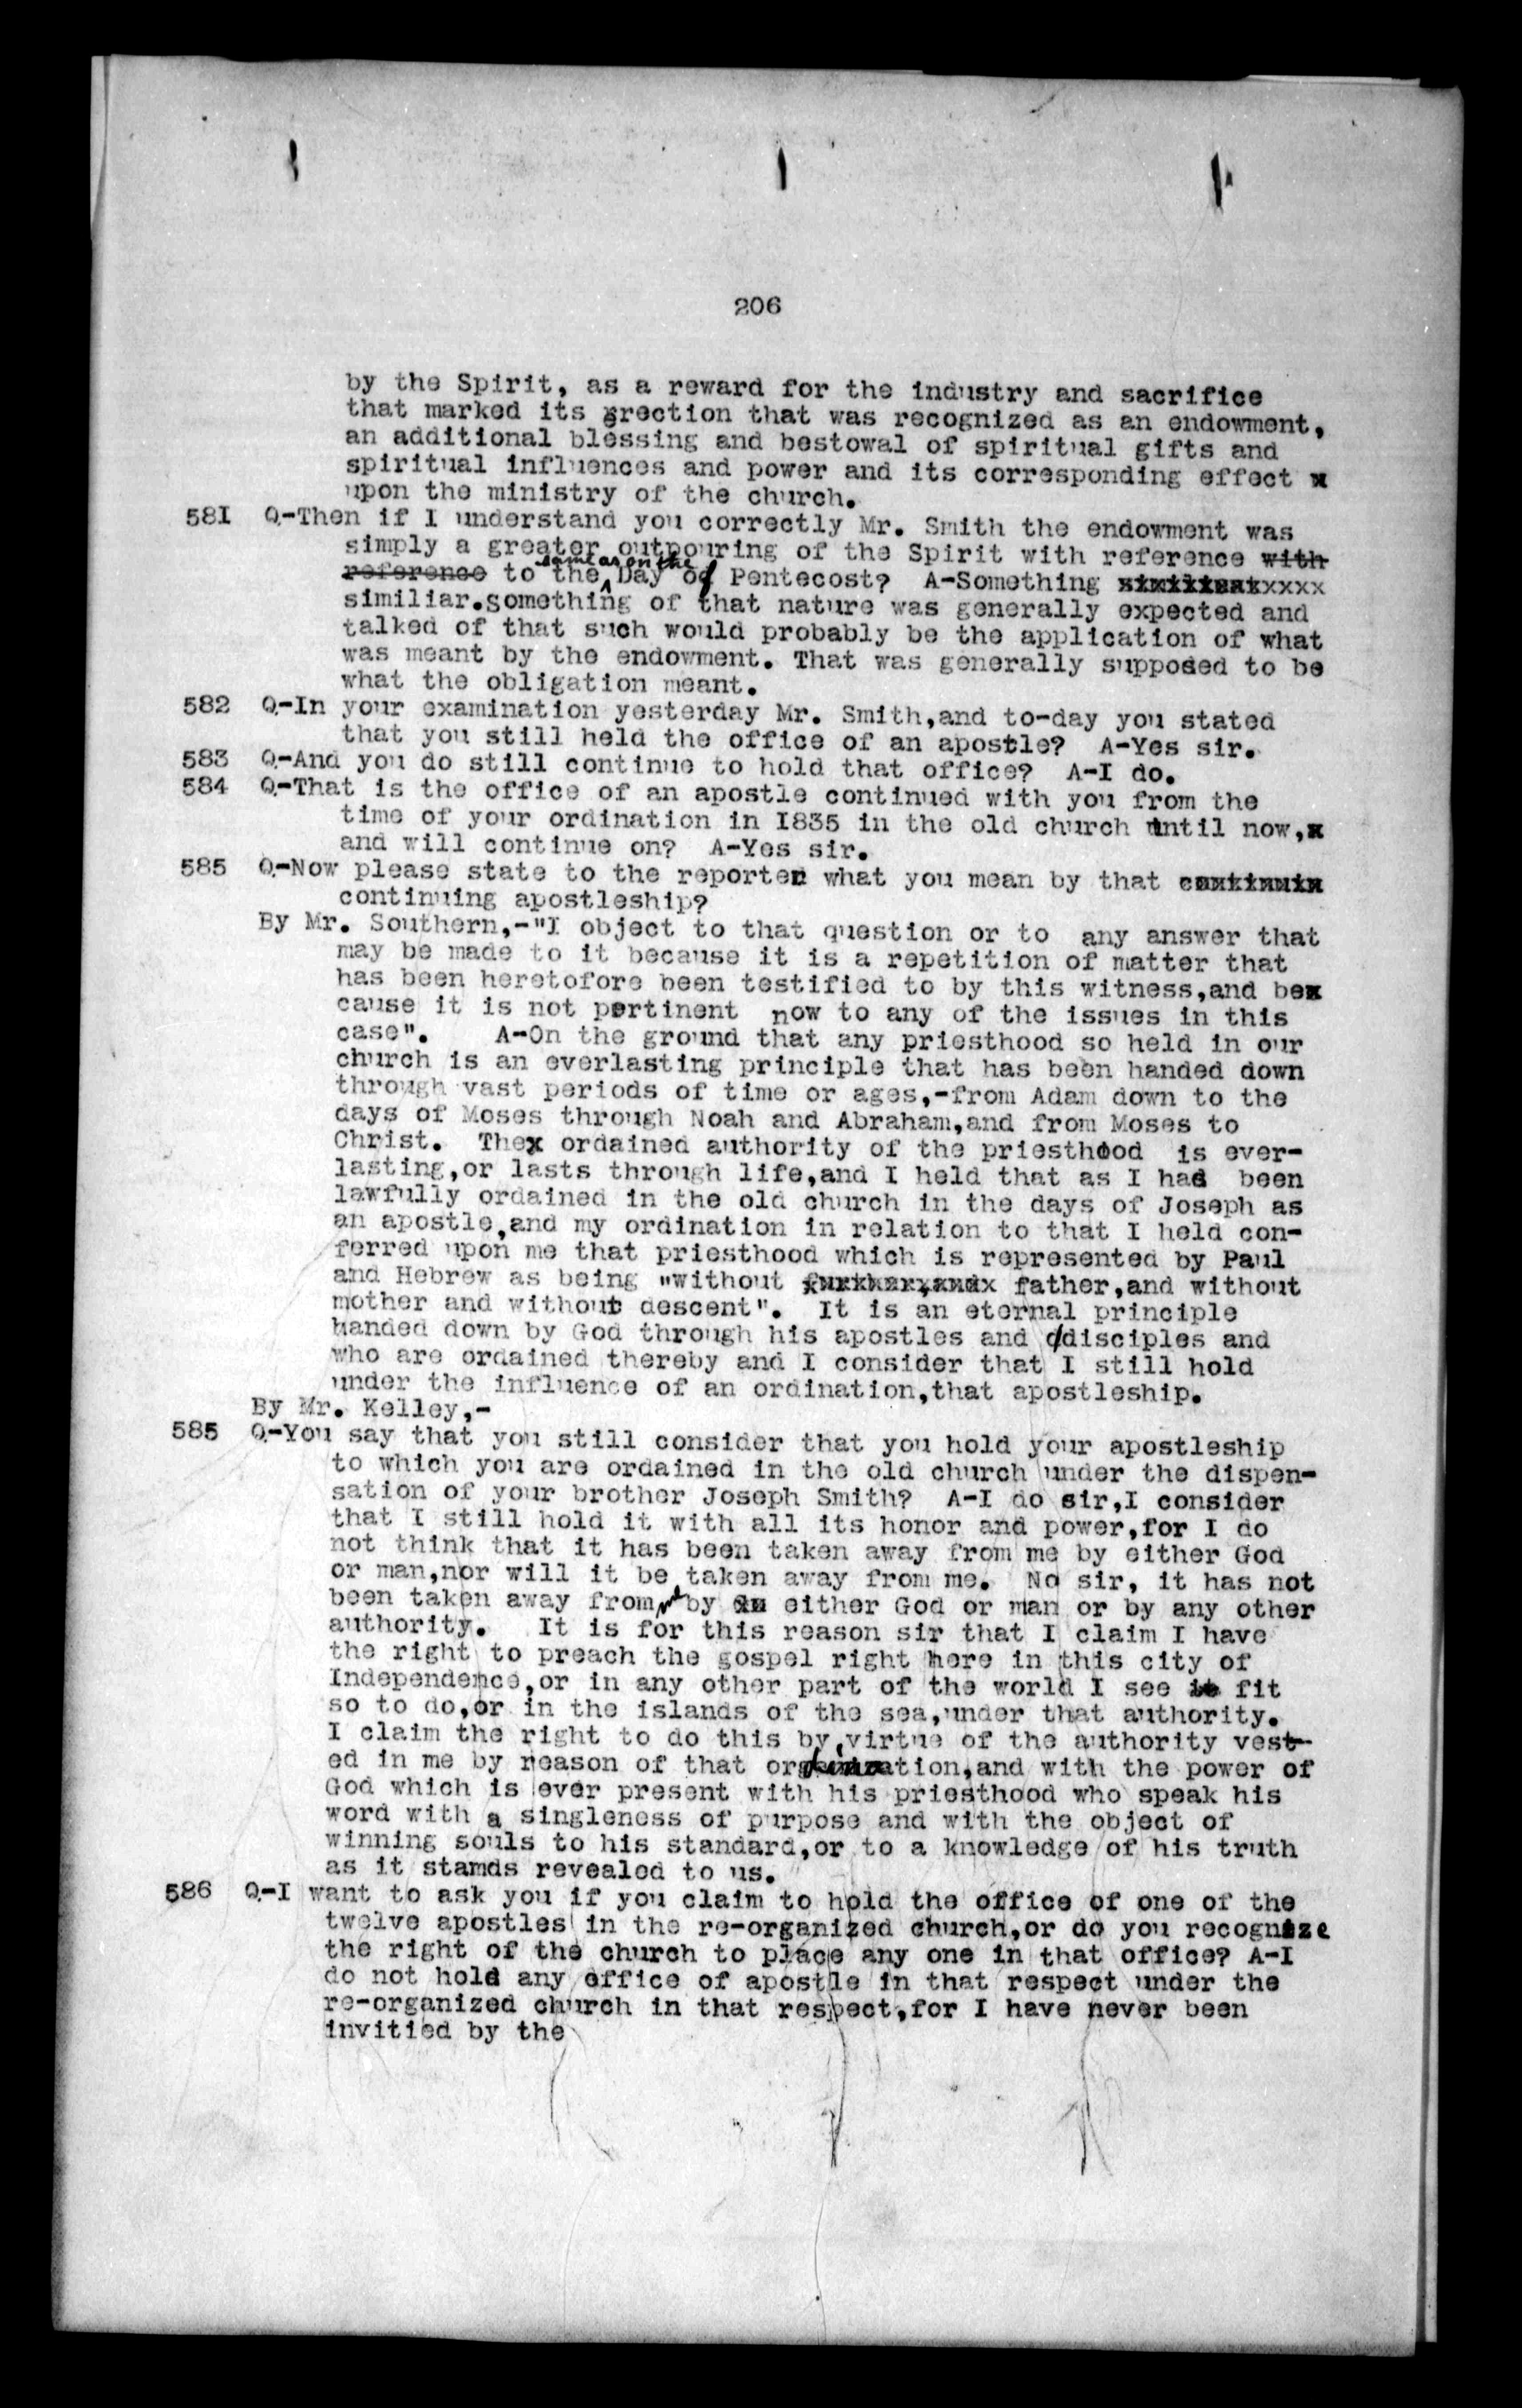 206
by the Spirit, as a reward for the industry and sacrifice
that marked its erection that was recognized as an endowment,
an additional blessing and bestowal of spiritual gifts and
spiritual influences and power and its corresponding effect x
upon the ministry of the church.
581 Q-Then if I understand you correctly Mr. Smith the endowment was
simply a greater outpouring of the Spirit with reference with
same as on the
reference to the Day of Pentecost? A-Something xxxx
similiar.something of that nature was generally expected and
talked of that such would probably be the application of what
was meant by the endowment. That was generally supposed to be
what the obligation meant.
582 Q-In your examination yesterday Mr. Smith,and to-day you stated
that you still held the office of an apostle? A-Yes sir.
583 Q-And you do still continue to hold that office? A-I do.
584 Q-That is the office of an apostle continued with you from the
time of your ordination in I835 in the old church until now,x
and will continue on? A-Yes sir.
585 Q-Now please state to the reporter what you mean by that
continuing apostleship?
By Mr. Southern,-"I object to that question or to any answer that
may be made to it because it is a repetition of matter that
has been heretofore been testified to by this witness,and bex
cause it is not pertinent now to any of the issues in this
case". A-On the ground that any priesthood so held in our
church is an everlasting principle that has been handed down
through vast periods of time or ages,-from Adam down to the
days of Moses through Noah and Abraham,and from Moses to
Christ. Thex ordained authority of the priesthood is ever-
lasting,or lasts through life,and I held that as I had been
lawfully ordained in the old church in the days of Joseph as
an apostle,and my ordination in relation to that I held con-
ferred upon me that priesthood which is represented by Paul
and Hebrew as being "without father,and without
mother and without descent". It is an eternal principle
handed down by God through his apostles and disciples and
who are ordained thereby and I consider that I still hold
under the influence of an ordination,that apostleship.
By Mr. Kelley,-
585 Q-You say that you still consider that you hold your apostleship
to which you are ordained in the old church under the dispen-
sation of your brother Joseph Smith? A-I do sir,I consider
that I still hold it with all its honor and power,for I do
not think that it has been taken away from me by either God
or man,nor will it be taken away from me. No sir, it has not
been taken away from me by either God or man or by any other
authority. It is for this reason sir that I claim I have
the right to preach the gospel right here in this city of
Independence,or in any other part of the world I see fit
so to do,or in the islands of the sea,under that authority.
I claim the right to do this by virtue of the authority vest-
ed in me by reason of that ordination,and with the power of
God which is ever present with his priesthood who speak his
word with a singleness of purpose and with the object of
winning souls to his standard,or to a knowledge of his truth
as it stamds revealed to us.
586 Q-I want to ask you if you claim to hold the office of one of the
twelve apostles in the re-organized church,or do you recognize
the right of the church to place any one in that office? A-I
do not hold any office of apostle in that respect under the
re-organized church in that respect,for I have never been
invitied by the